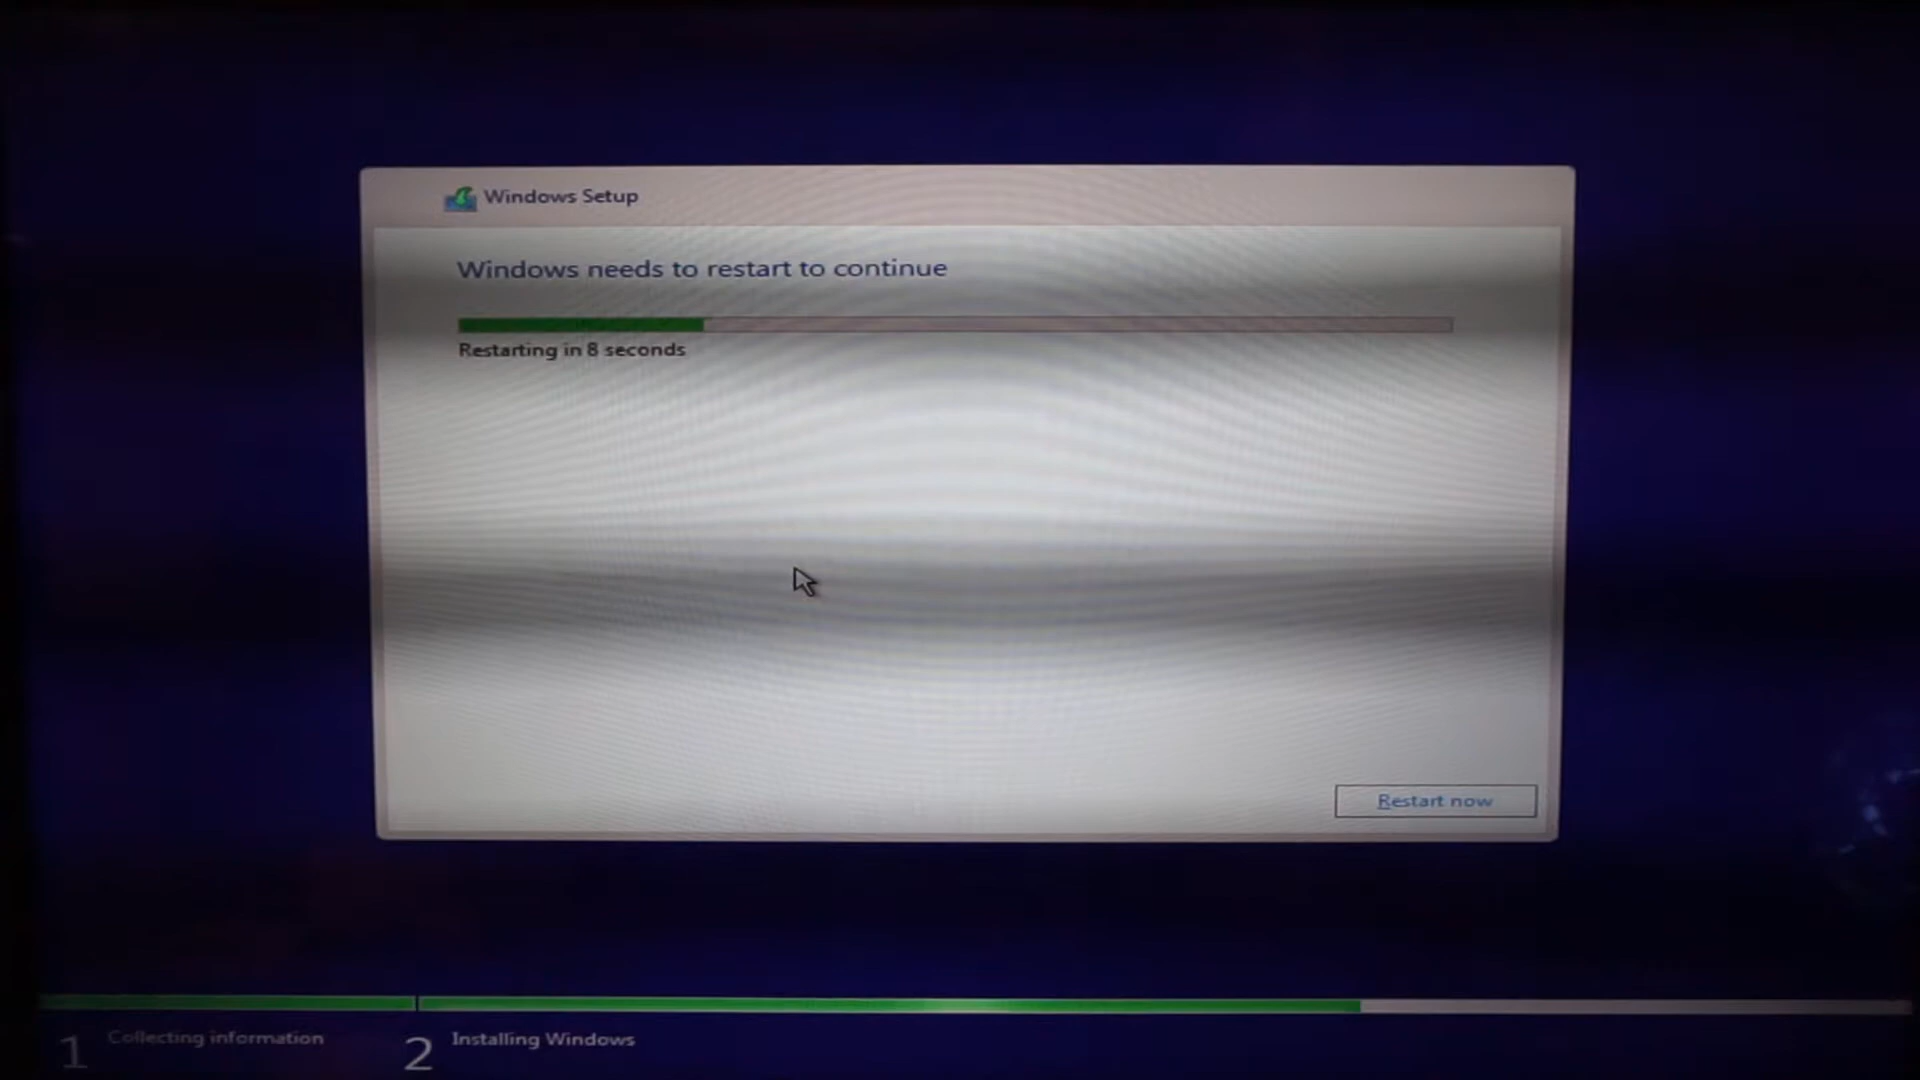 Windows Setup
Windows needs to restart to continue
Restarting in 8 seconds
Restart now
1 Collecting information
2 Installing Windows